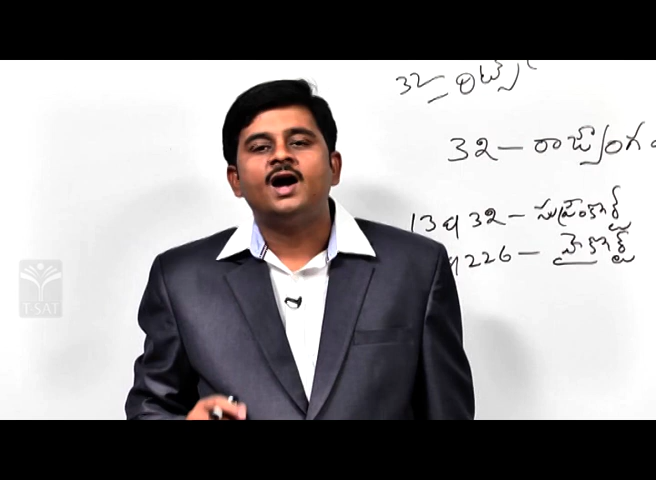 32 – రిట్స్
32 – రాజ్యాంగ
13 & 32 – సుప్రీంకోర్ట్
& 226 – హైకోర్ట్
T-SAT